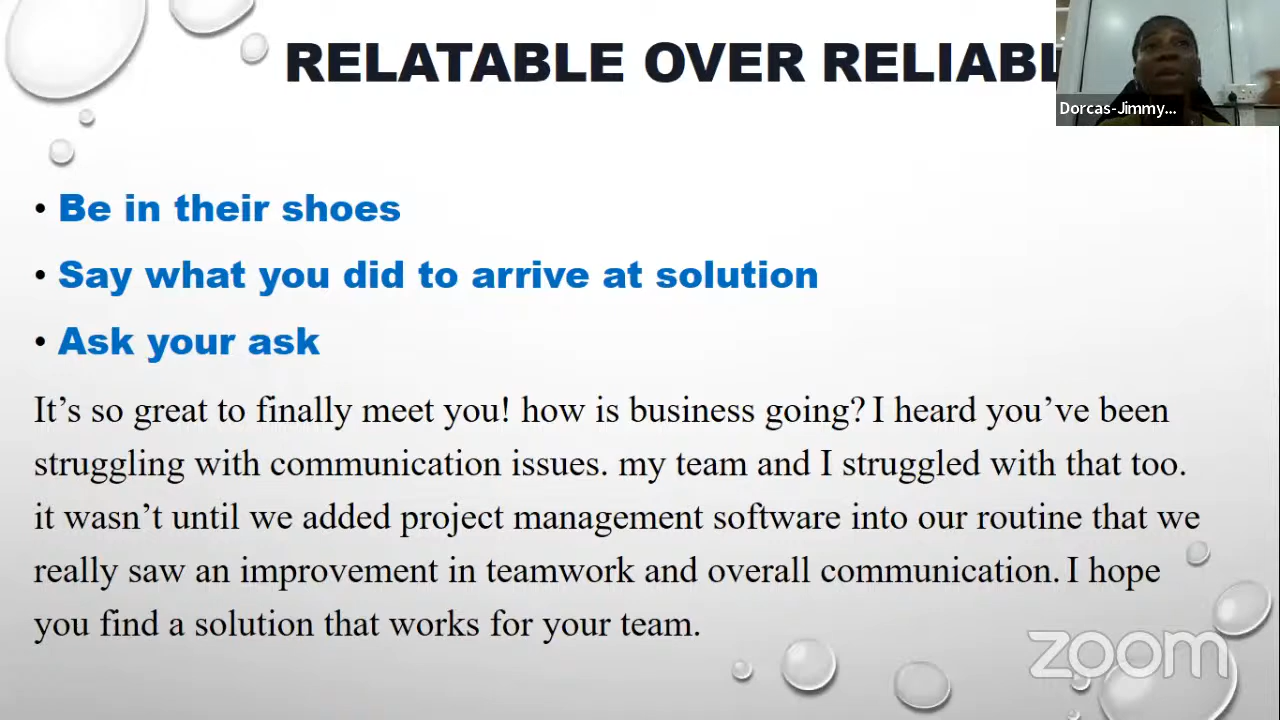 RELATABLE OVER RELIABL
Dorcas-Jimmy...
• Be in their shoes
• Say what you did to arrive at solution
• Ask your ask
It’s so great to finally meet you! how is business going? I heard you’ve been
struggling with communication issues. my team and I struggled with that too.
it wasn’t until we added project management software into our routine that we
really saw an improvement in teamwork and overall communication. I hope
you find a solution that works for your team.
zoom